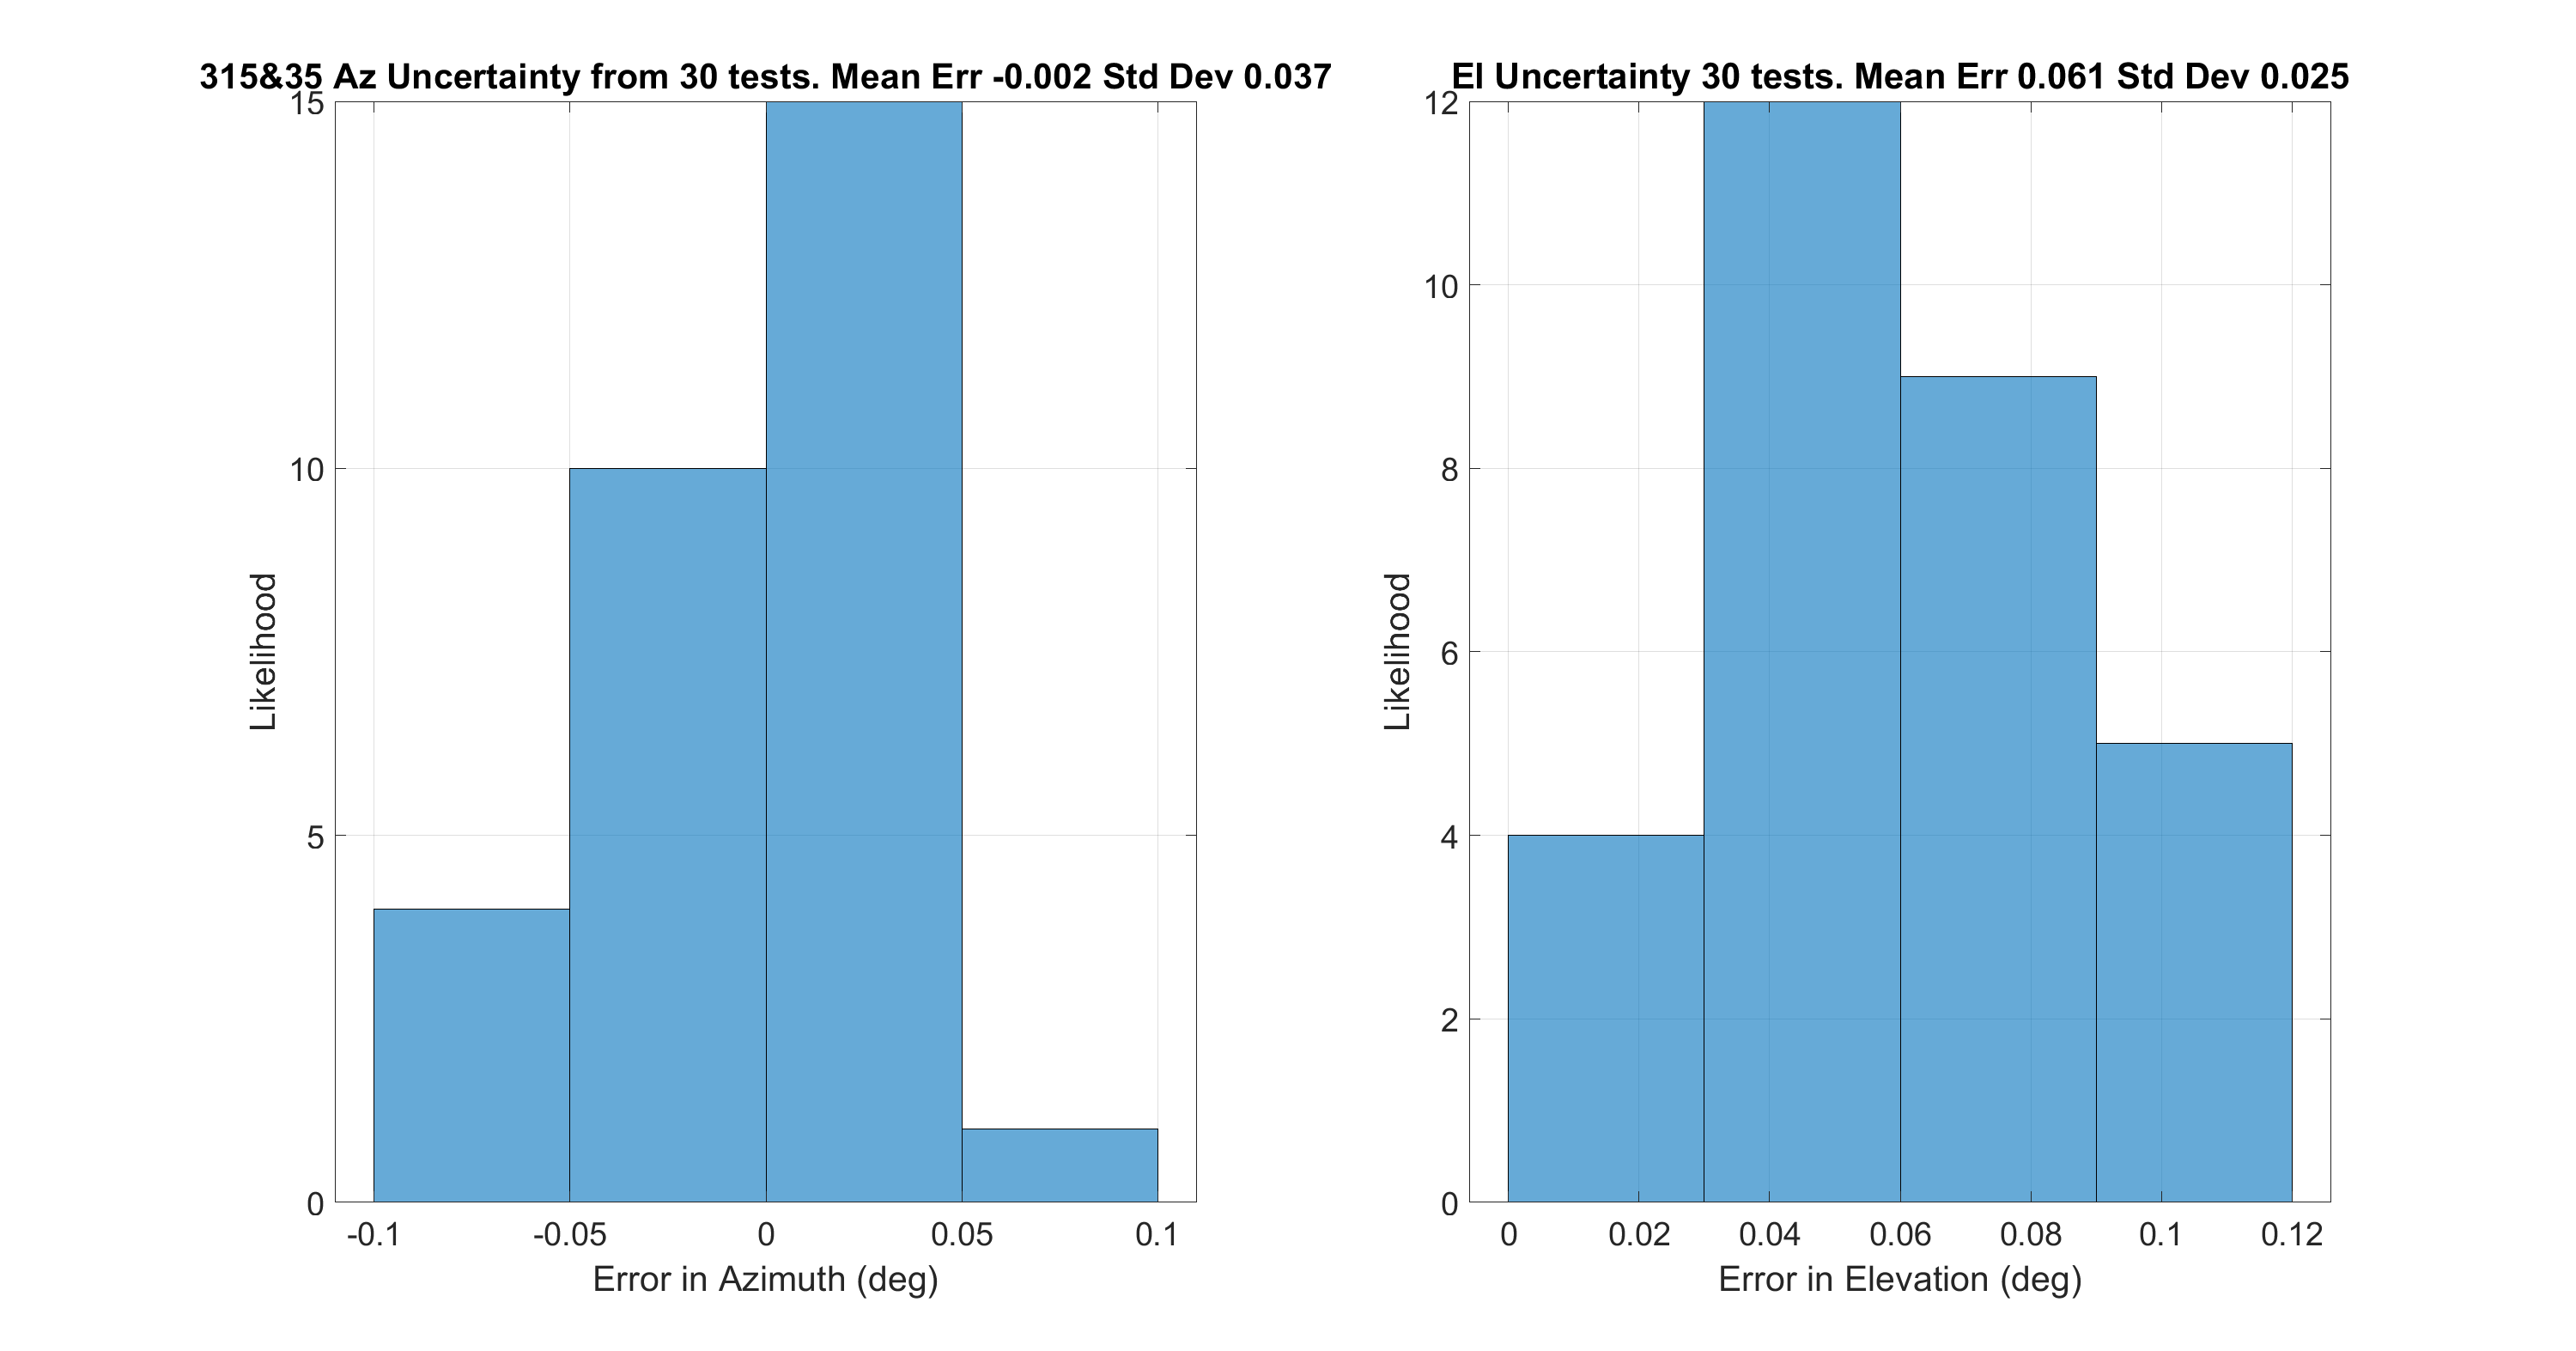 315&35 Az Uncertainty from 30 tests. Mean Err -0.002 Std Dev 0.037
15
10
5
0
Likelihood
-0.1 -0.05 0 0.05 0.1
Error in Azimuth (deg)
El Uncertainty 30 tests. Mean Err 0.061 Std Dev 0.025
12
10
8
6
4
2
0
Likelihood
0 0.02 0.04 0.06 0.08 0.1 0.12
Error in Elevation (deg)